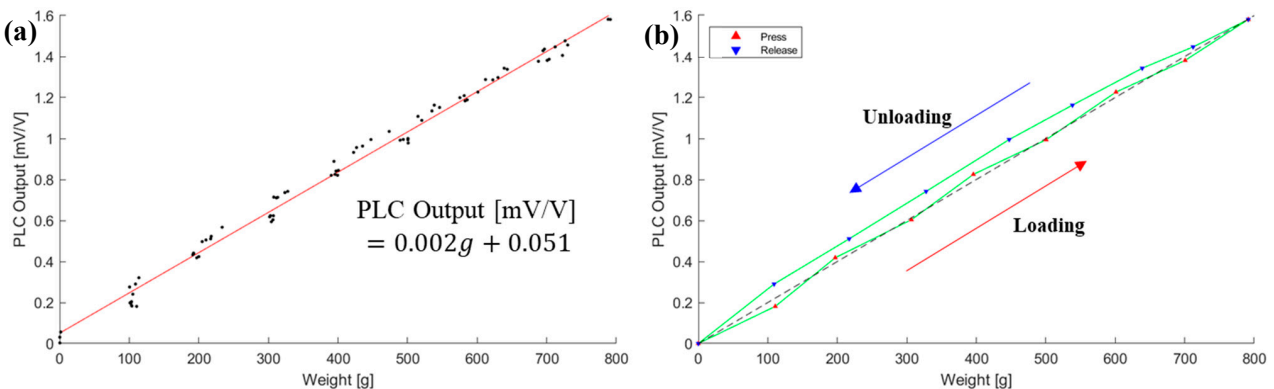 (a)
1.6
1.4
1.2
1
0.8
0.6
0.4
0.2
0
PLC Output [mV/V]
PLC Output [mV/V]
= 0.002g + 0.051
0 100 200 300 400 500 600 700 800
Weight [g]
(b)
1.6
1.4
1.2
1
0.8
0.6
0.4
0.2
0
PLC Output [mV/V]
Press
Release
Unloading
Loading
0 100 200 300 400 500 600 700 800
Weight [g]